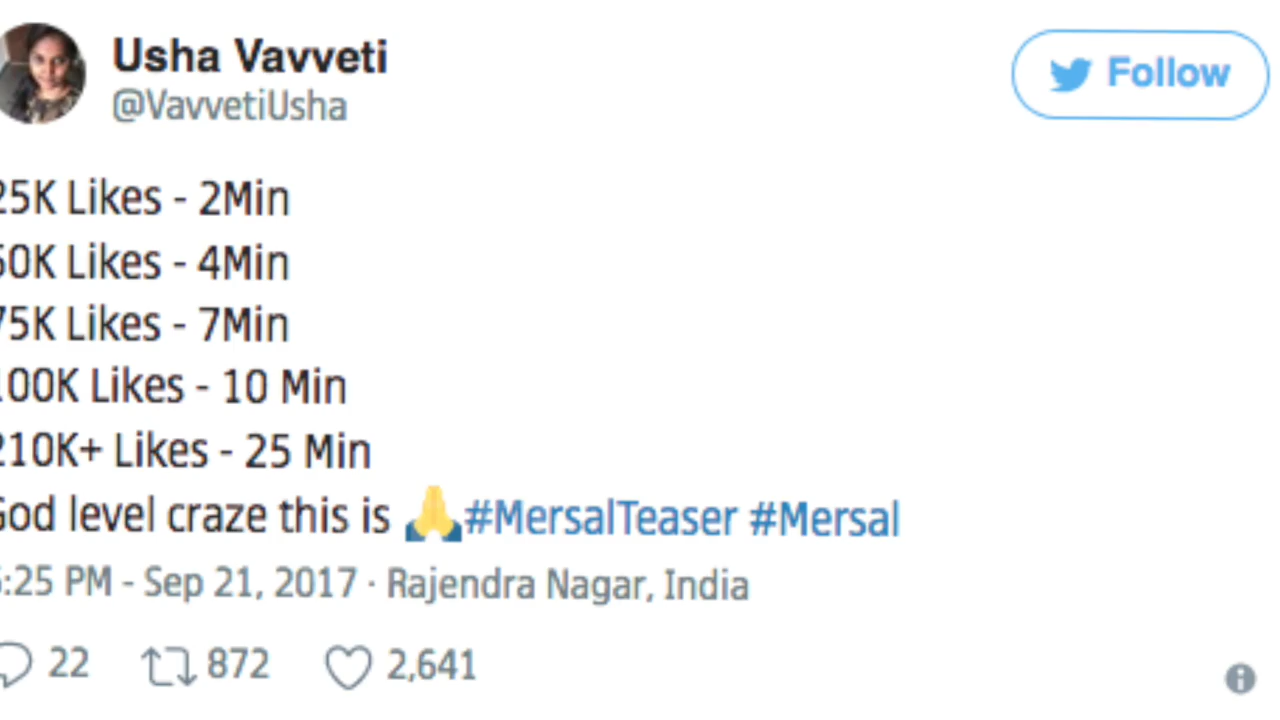 Usha Vavveti
Follow
@VavvetiUsha
25K Likes - 2Min
50K Likes - 4Min
75K Likes - 7Min
100K Likes - 10 Min
210K+ Likes - 25 Min
God level craze this is 🙏#MersalTeaser #Mersal
:25 PM - Sep 21, 2017 · Rajendra Nagar, India
22 872 2,641